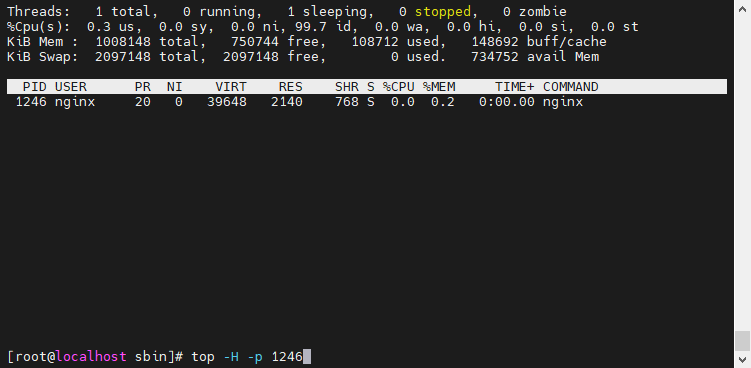 Threads:   1 total,   0 running,   1 sleeping,   0 stopped,   0 zombie
%Cpu(s):  0.3 us,  0.0 sy,  0.0 ni, 99.7 id,  0.0 wa,  0.0 hi,  0.0 si,  0.0 st
KiB Mem :  1008148 total,   750744 free,   108712 used,   148692 buff/cache
KiB Swap:  2097148 total,  2097148 free,        0 used.   734752 avail Mem
  PID USER      PR  NI    VIRT    RES    SHR S %CPU %MEM     TIME+ COMMAND
 1246 nginx     20   0   39648   2140    768 S  0.0  0.2   0:00.00 nginx
[root@localhost sbin]# top -H -p 1246